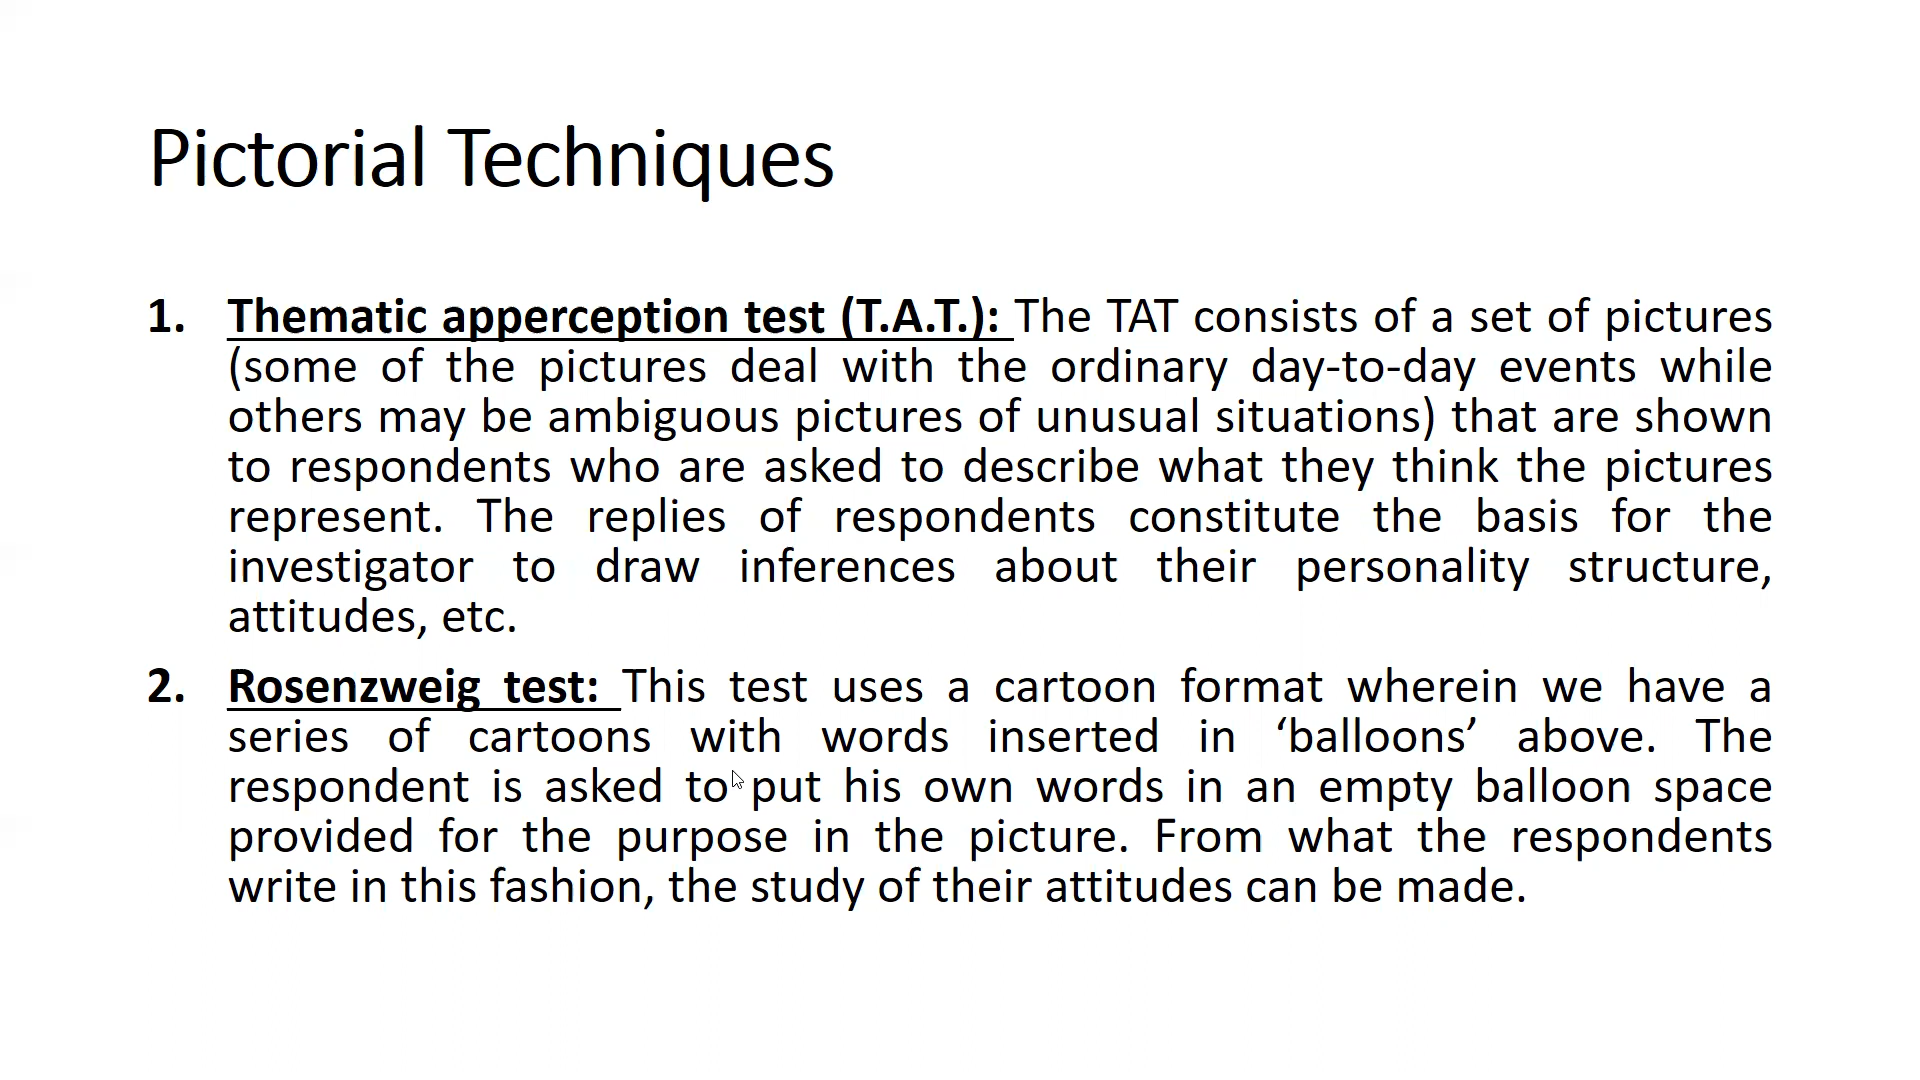 Pictorial Techniques
1. Thematic apperception test (T.A.T.): The TAT consists of a set of pictures
(some of the pictures deal with the ordinary day-to-day events while
others may be ambiguous pictures of unusual situations) that are shown
to respondents who are asked to describe what they think the pictures
represent. The replies of respondents constitute the basis for the
investigator to draw inferences about their personality structure,
attitudes, etc.
2. Rosenzweig test: This test uses a cartoon format wherein we have a
series of cartoons with words inserted in ‘balloons’ above. The
respondent is asked to put his own words in an empty balloon space
provided for the purpose in the picture. From what the respondents
write in this fashion, the study of their attitudes can be made.